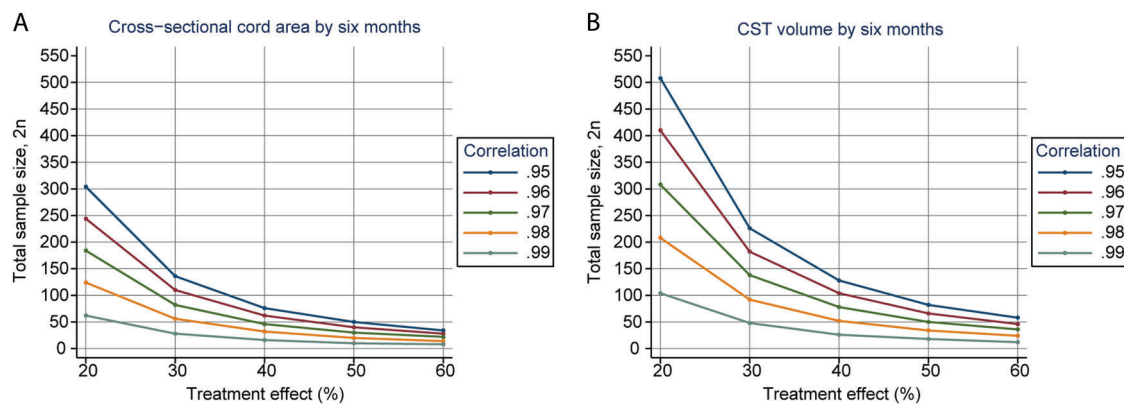 A
Cross-sectional cord area by six months
Total sample size, 2n
550
500
450
400
350
300
250
200
150
100
50
0
20 30 40 50 60
Treatment effect (%)
Correlation
.95
.96
.97
.98
.99
B
CST volume by six months
Total sample size, 2n
550
500
450
400
350
300
250
200
150
100
50
0
20 30 40 50 60
Treatment effect (%)
Correlation
.95
.96
.97
.98
.99